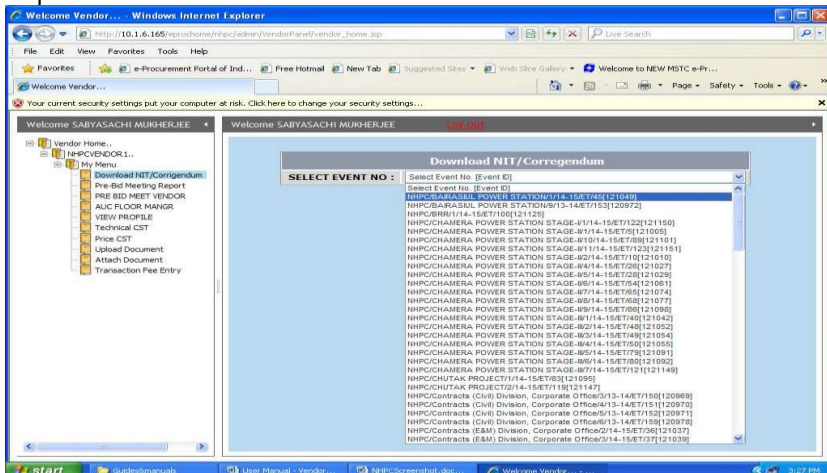 Welcome Vendor... - Windows Internet Explorer
http://10.1.6.165/eprochome/nhpc/admin/VendorPanel/vendor_home.jsp
Live Search
File Edit View Favorites Tools Help
Favorites e-Procurement Portal of Ind... Free Hotmail New Tab Suggested Sites Web Slice Gallery Welcome to NEW MSTC e-Pr...
Welcome Vendor... Page Safety Tools
Your current security settings put your computer at risk. Click here to change your security settings...
Welcome SABYASACHI MUKHERJEE
Welcome SABYASACHI MUKHERJEE Log Out
Vendor Home..
NHPCVENDOR1..
My Menu
Download NIT/Corrigendum
Pre-Bid Meeting Report
PRE BID MEET VENDOR
AUC FLOOR MANGR
VIEW PROFILE
Technical CST
Price CST
Upload Document
Attach Document
Transaction Fee Entry
Download NIT/Corregendum
SELECT EVENT NO : Select Event No. [Event ID]
Select Event No. [Event ID]
NHPC/BAIRASIUL POWER STATION/1/14-15/ET/45[121049]
NHPC/BAIRASIUL POWER STATION/9/13-14/ET/153[120972]
NHPC/BRR/1/14-15/ET/100[121125]
NHPC/CHAMERA POWER STATION STAGE-I/1/14-15/ET/122[121150]
NHPC/CHAMERA POWER STATION STAGE-II/1/14-15/ET/5[121005]
NHPC/CHAMERA POWER STATION STAGE-II/10/14-15/ET/89[121101]
NHPC/CHAMERA POWER STATION STAGE-II/11/14-15/ET/123[121151]
NHPC/CHAMERA POWER STATION STAGE-II/2/14-15/ET/10[121010]
NHPC/CHAMERA POWER STATION STAGE-II/4/14-15/ET/26[121027]
NHPC/CHAMERA POWER STATION STAGE-II/5/14-15/ET/28[121029]
NHPC/CHAMERA POWER STATION STAGE-II/6/14-15/ET/54[121061]
NHPC/CHAMERA POWER STATION STAGE-II/7/14-15/ET/65[121074]
NHPC/CHAMERA POWER STATION STAGE-II/8/14-15/ET/68[121077]
NHPC/CHAMERA POWER STATION STAGE-II/9/14-15/ET/86[121098]
NHPC/CHAMERA POWER STATION STAGE-III/1/14-15/ET/40[121042]
NHPC/CHAMERA POWER STATION STAGE-III/2/14-15/ET/48[121052]
NHPC/CHAMERA POWER STATION STAGE-III/3/14-15/ET/49[121054]
NHPC/CHAMERA POWER STATION STAGE-III/4/14-15/ET/50[121055]
NHPC/CHAMERA POWER STATION STAGE-III/5/14-15/ET/79[121091]
NHPC/CHAMERA POWER STATION STAGE-III/6/14-15/ET/80[121092]
NHPC/CHAMERA POWER STATION STAGE-III/7/14-15/ET/121[121149]
NHPC/CHUTAK PROJECT/1/14-15/ET/83[121095]
NHPC/CHUTAK PROJECT/2/14-15/ET/119[121147]
NHPC/Contracts (Civil) Division, Corporate Office/3/13-14/ET/150[120969]
NHPC/Contracts (Civil) Division, Corporate Office/4/13-14/ET/151[120970]
NHPC/Contracts (Civil) Division, Corporate Office/5/13-14/ET/152[120971]
NHPC/Contracts (Civil) Division, Corporate Office/6/13-14/ET/159[120978]
NHPC/Contracts (E&M) Division, Corporate Office/2/14-15/ET/36[121037]
NHPC/Contracts (E&M) Division, Corporate Office/3/14-15/ET/37[121039]
start Guides&manuals User Manual - Vendor... NHPCScreenshot.doc... Welcome Vendor... - ... 3:27 PM